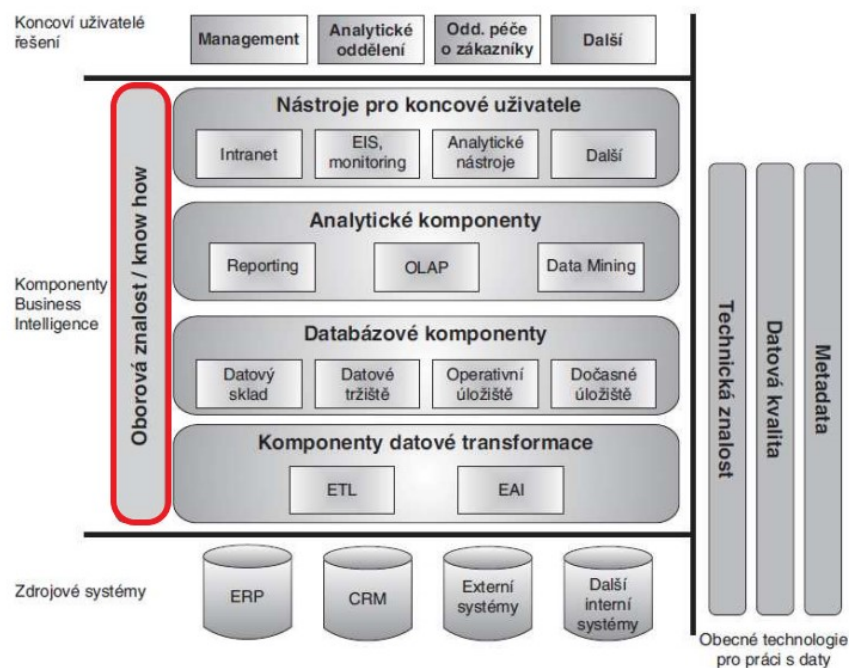 Koncoví uživatelé
řešení
Management
Analytické
oddělení
Odd. péče
o zákazníky
Další
Komponenty
Business
Intelligence
Oborová znalost / know how
Nástroje pro koncové uživatele
Intranet
EIS,
monitoring
Analytické
nástroje
Další
Analytické komponenty
Reporting
OLAP
Data Mining
Databázové komponenty
Datový
sklad
Datové
tržiště
Operativní
úložiště
Dočasné
úložiště
Komponenty datové transformace
ETL
EAI
Zdrojové systémy
ERP
CRM
Externí
systémy
Další
interní
systémy
Technická znalost
Datová kvalita
Metadata
Obecné technologie
pro práci s daty